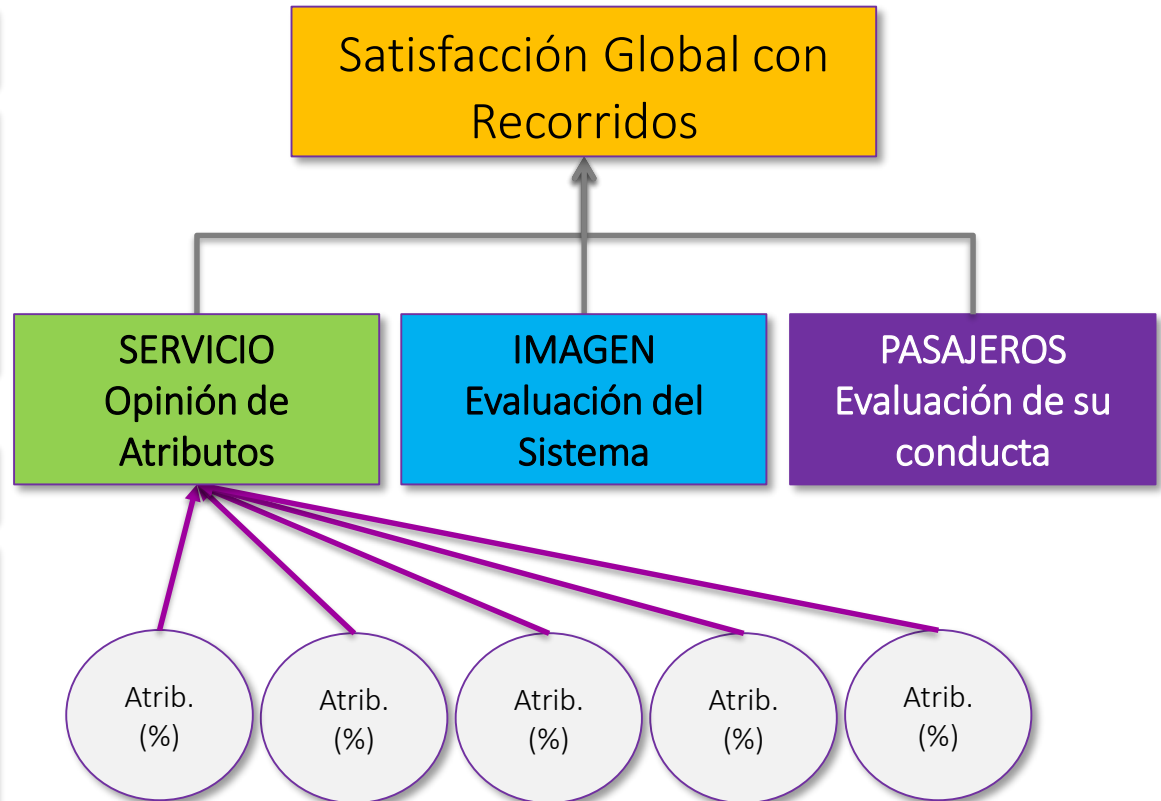 Satisfacción Global con
Recorridos
SERVICIO
Opinión de
Atributos
IMAGEN
Evaluación del
Sistema
PASAJEROS
Evaluación de su
conducta
Atrib.
(%)
Atrib.
(%)
Atrib.
(%)
Atrib.
(%)
Atrib.
(%)